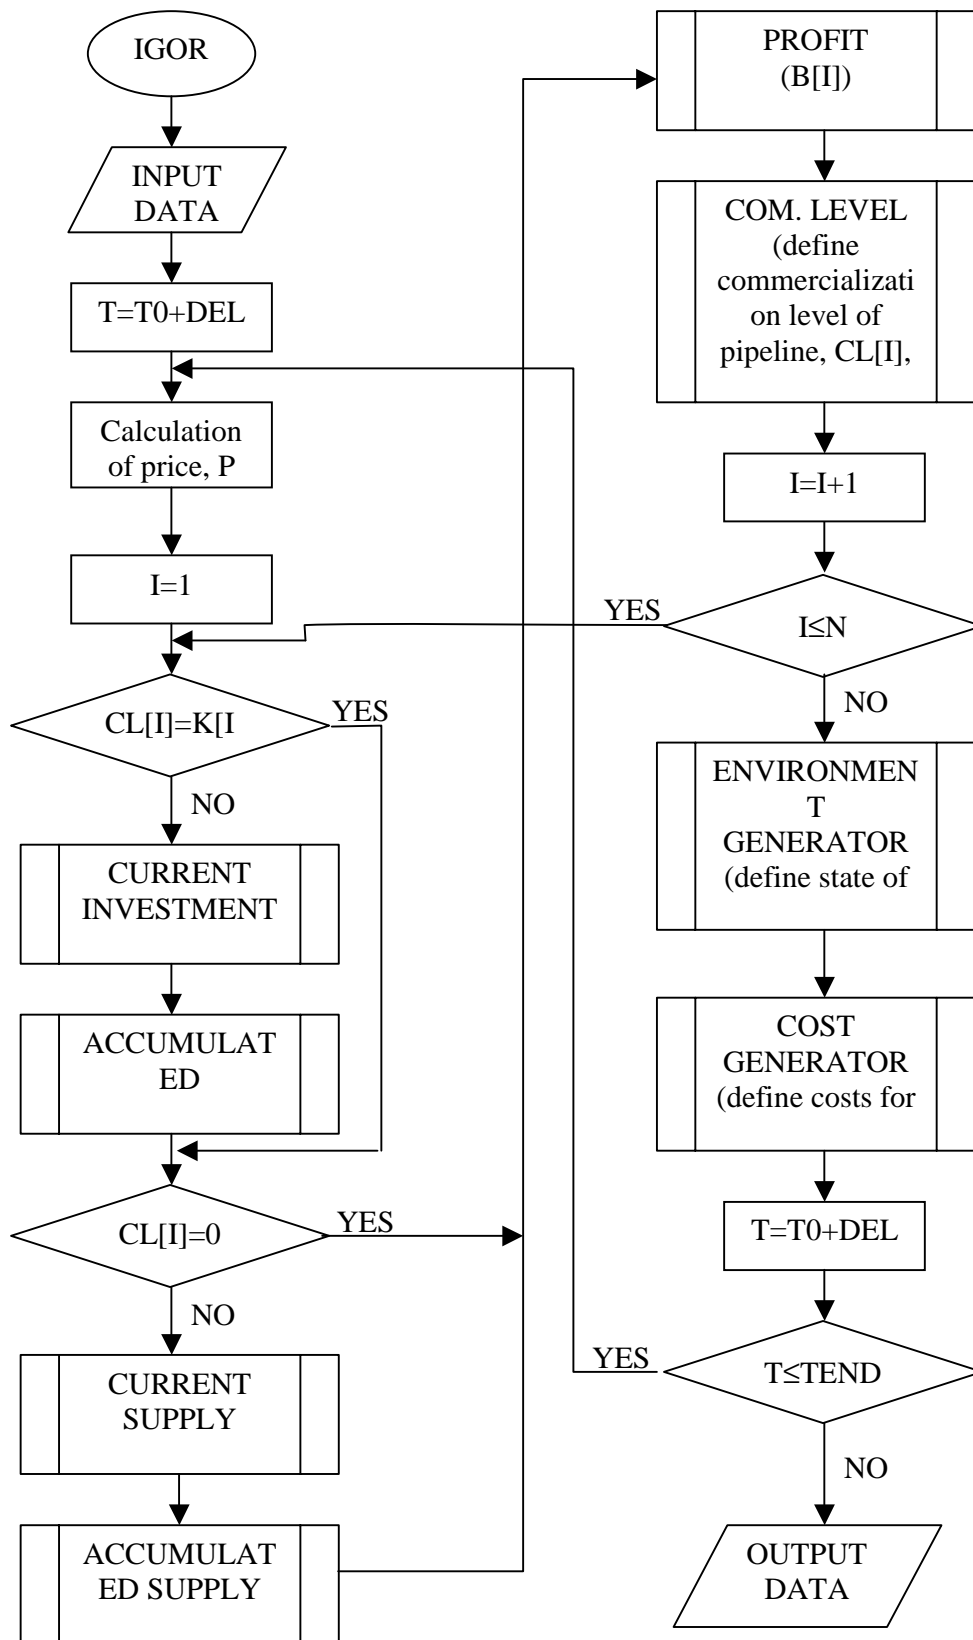 IGOR
INPUT
DATA
T=T0+DEL
Calculation
of price, P
I=1
CL[I]=K[I
YES
NO
CURRENT
INVESTMENT
ACCUMULAT
ED
CL[I]=0
YES
NO
CURRENT
SUPPLY
ACCUMULAT
ED SUPPLY
PROFIT
(B[I])
COM. LEVEL
(define
commercializati
on level of
pipeline, CL[I],
I=I+1
YES
I≤N
NO
ENVIRONMEN
T
GENERATOR
(define state of
COST
GENERATOR
(define costs for
T=T0+DEL
YES
T≤TEND
NO
OUTPUT
DATA